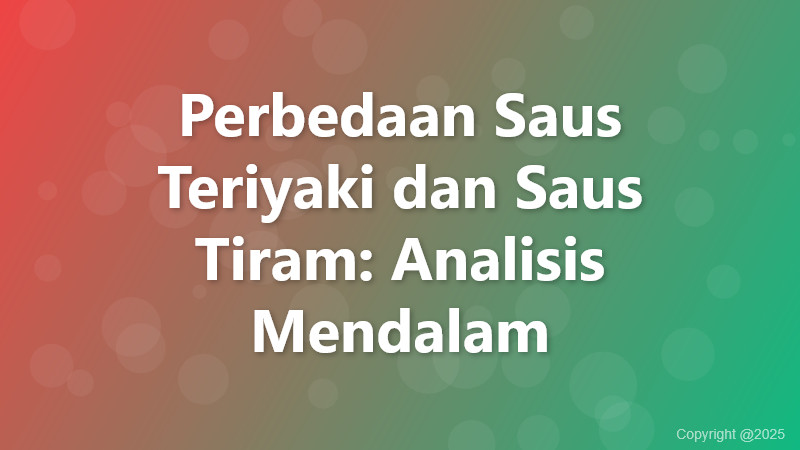 Perbedaan Saus
Teriyaki dan Saus
Tiram: Analisis
Mendalam
Copyright @2025